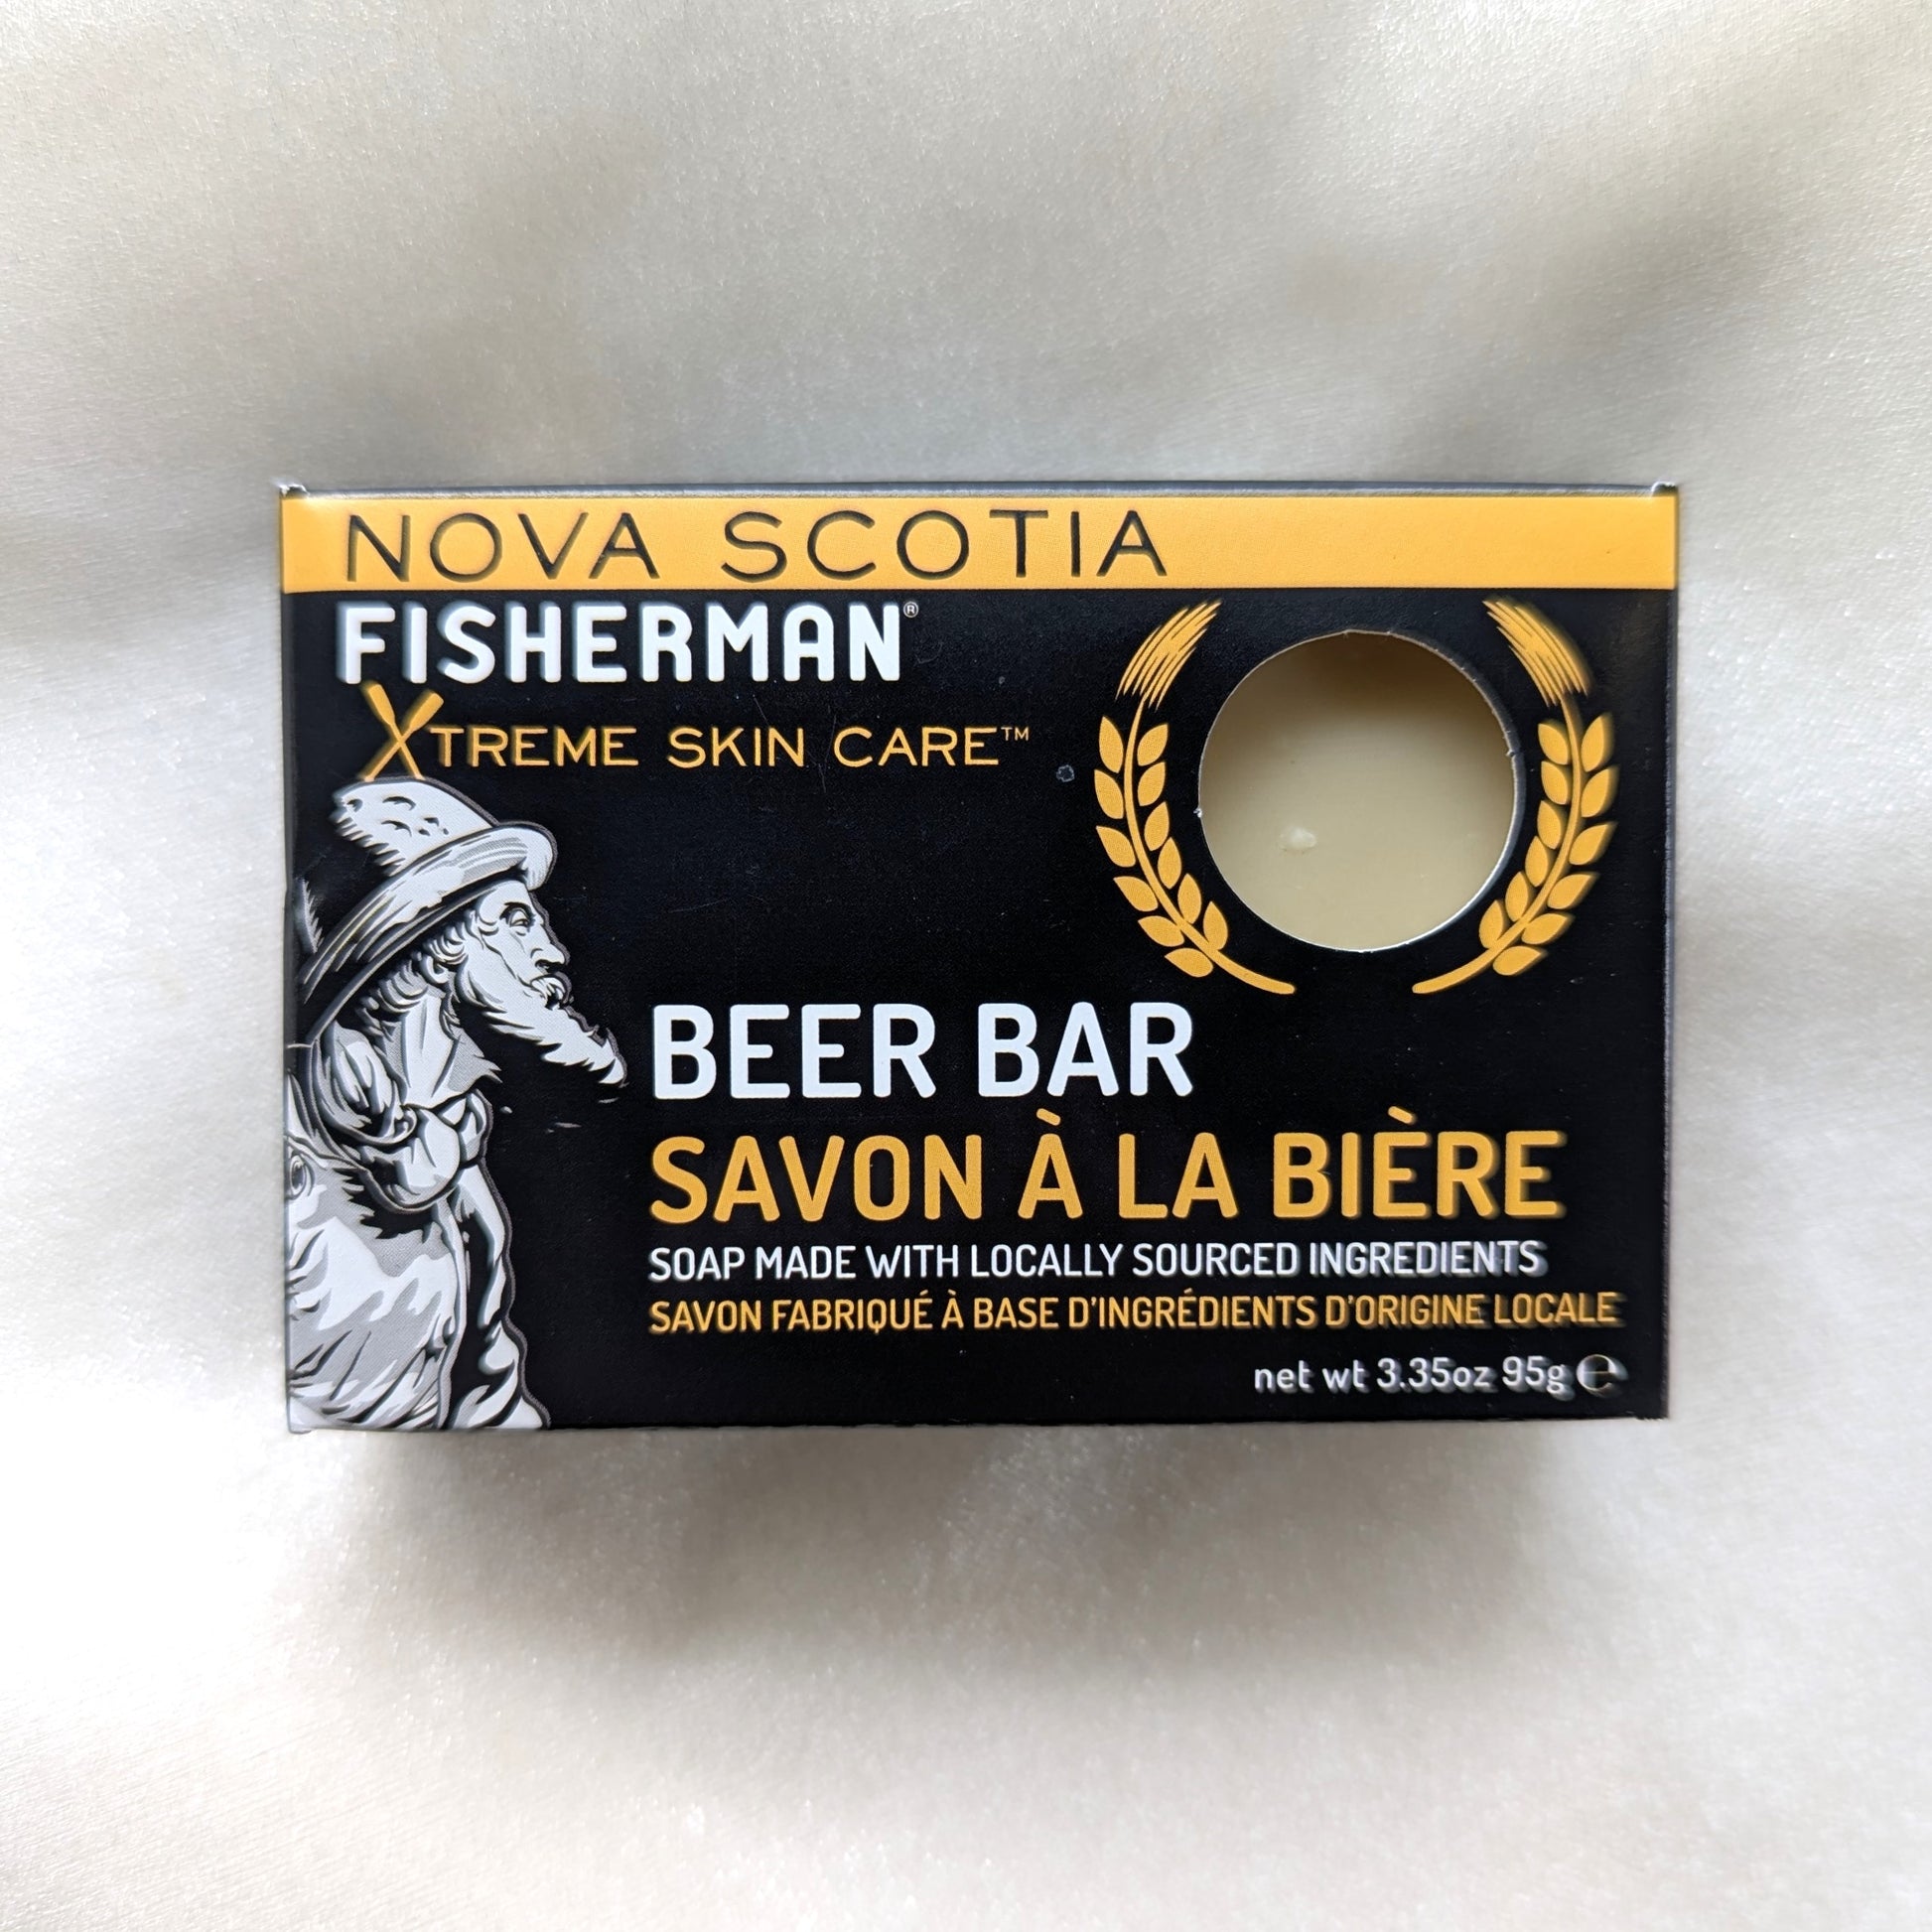 NOVA SCOTIA
FISHERMAN®
XTREME SKIN CARE™
BEER BAR
SAVON À LA BIÈRE
SOAP MADE WITH LOCALLY SOURCED INGREDIENTS
SAVON FABRIQUÉ À BASE D'INGRÉDIENTS D'ORIGINE LOCALE
net wt 3.35oz 95g ℮